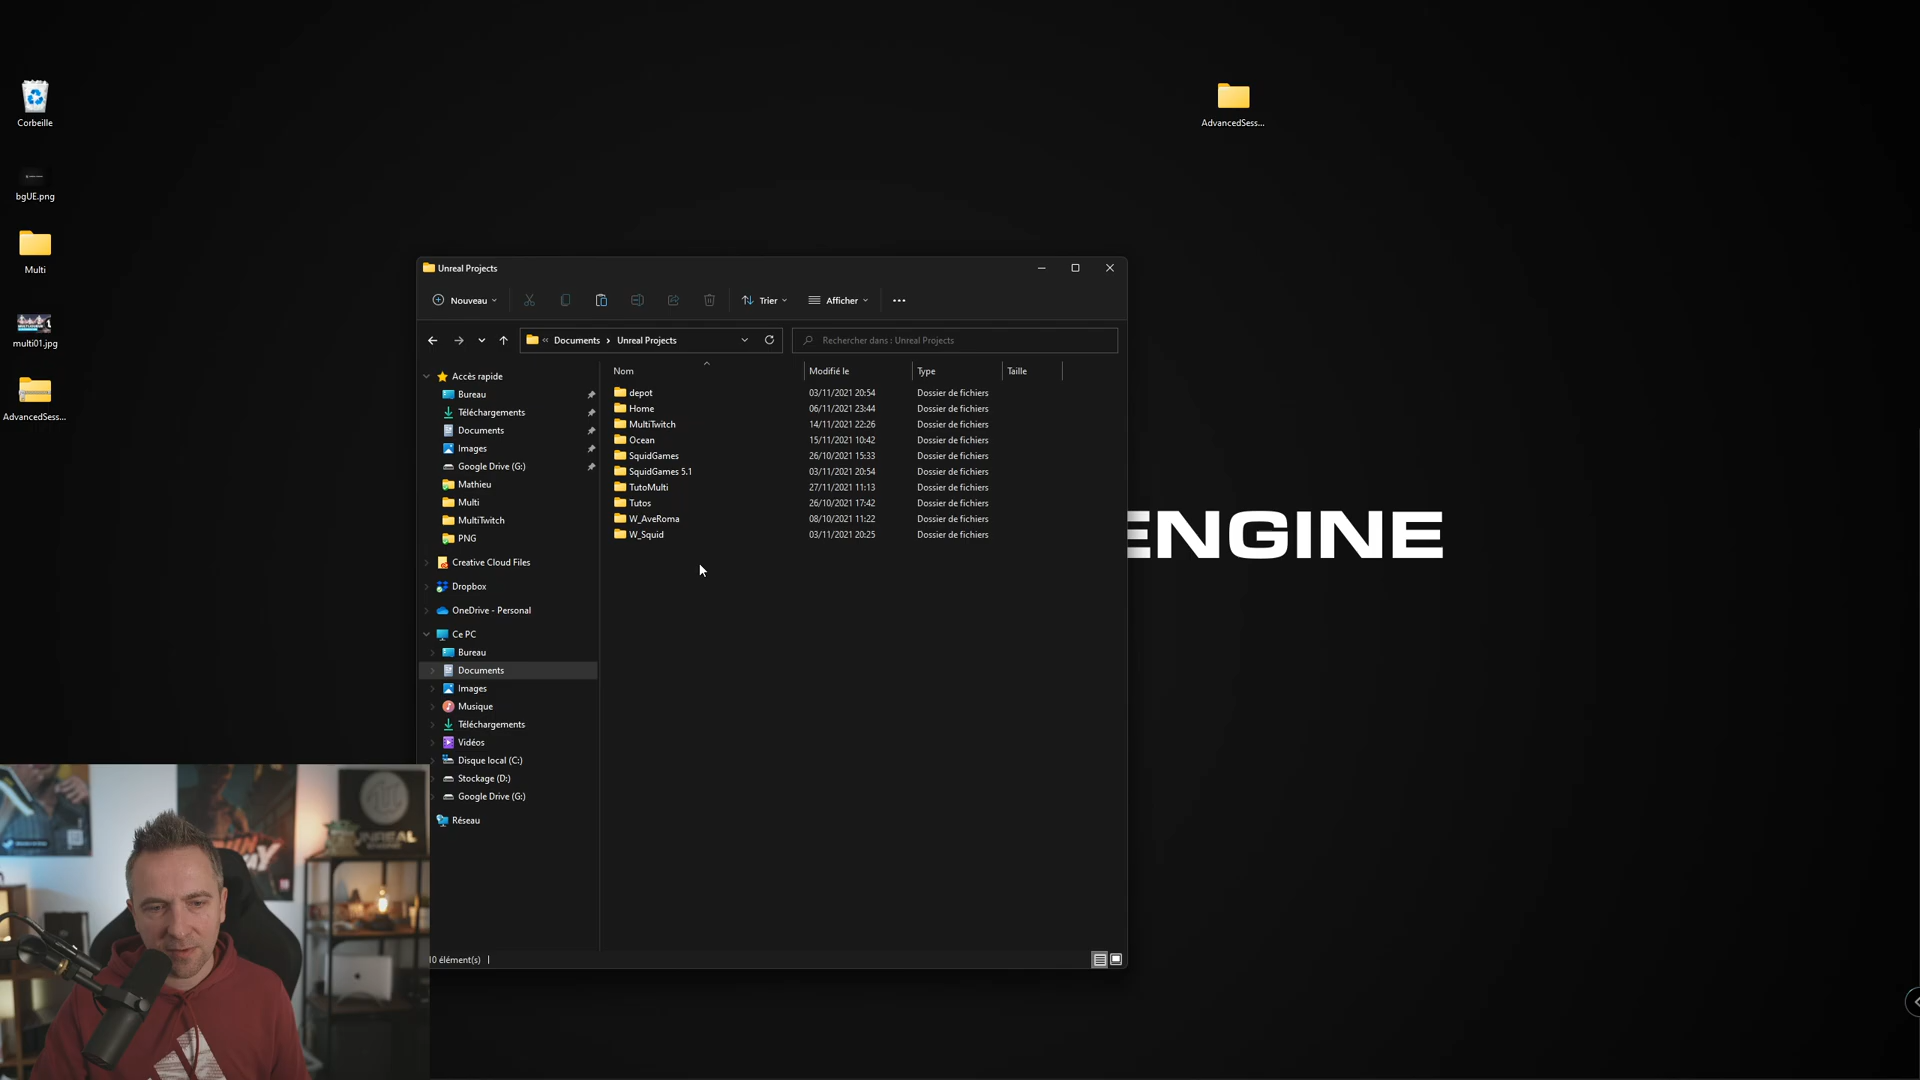 Corbeille
bgUE.png
Multi
multi01.jpg
AdvancedSess...
AdvancedSess...
ENGINE
Unreal Projects
Nouveau
Trier
Afficher
Documents > Unreal Projects
Rechercher dans : Unreal Projects
Accès rapide
Bureau
Téléchargements
Documents
Images
Google Drive (G:)
Mathieu
Multi
MultiTwitch
PNG
Creative Cloud Files
Dropbox
OneDrive - Personal
Ce PC
Bureau
Documents
Images
Musique
Téléchargements
Vidéos
Disque local (C:)
Stockage (D:)
Google Drive (G:)
Réseau
Nom Modifié le Type Taille
depot 03/11/2021 20:54 Dossier de fichiers
Home 06/11/2021 23:44 Dossier de fichiers
MultiTwitch 14/11/2021 22:26 Dossier de fichiers
Ocean 15/11/2021 10:42 Dossier de fichiers
SquidGames 26/10/2021 15:33 Dossier de fichiers
SquidGames 5.1 03/11/2021 20:54 Dossier de fichiers
TutoMulti 27/11/2021 11:13 Dossier de fichiers
Tutos 26/10/2021 17:42 Dossier de fichiers
W_AveRoma 08/10/2021 11:22 Dossier de fichiers
W_Squid 03/11/2021 20:25 Dossier de fichiers
10 élément(s)
UNREAL